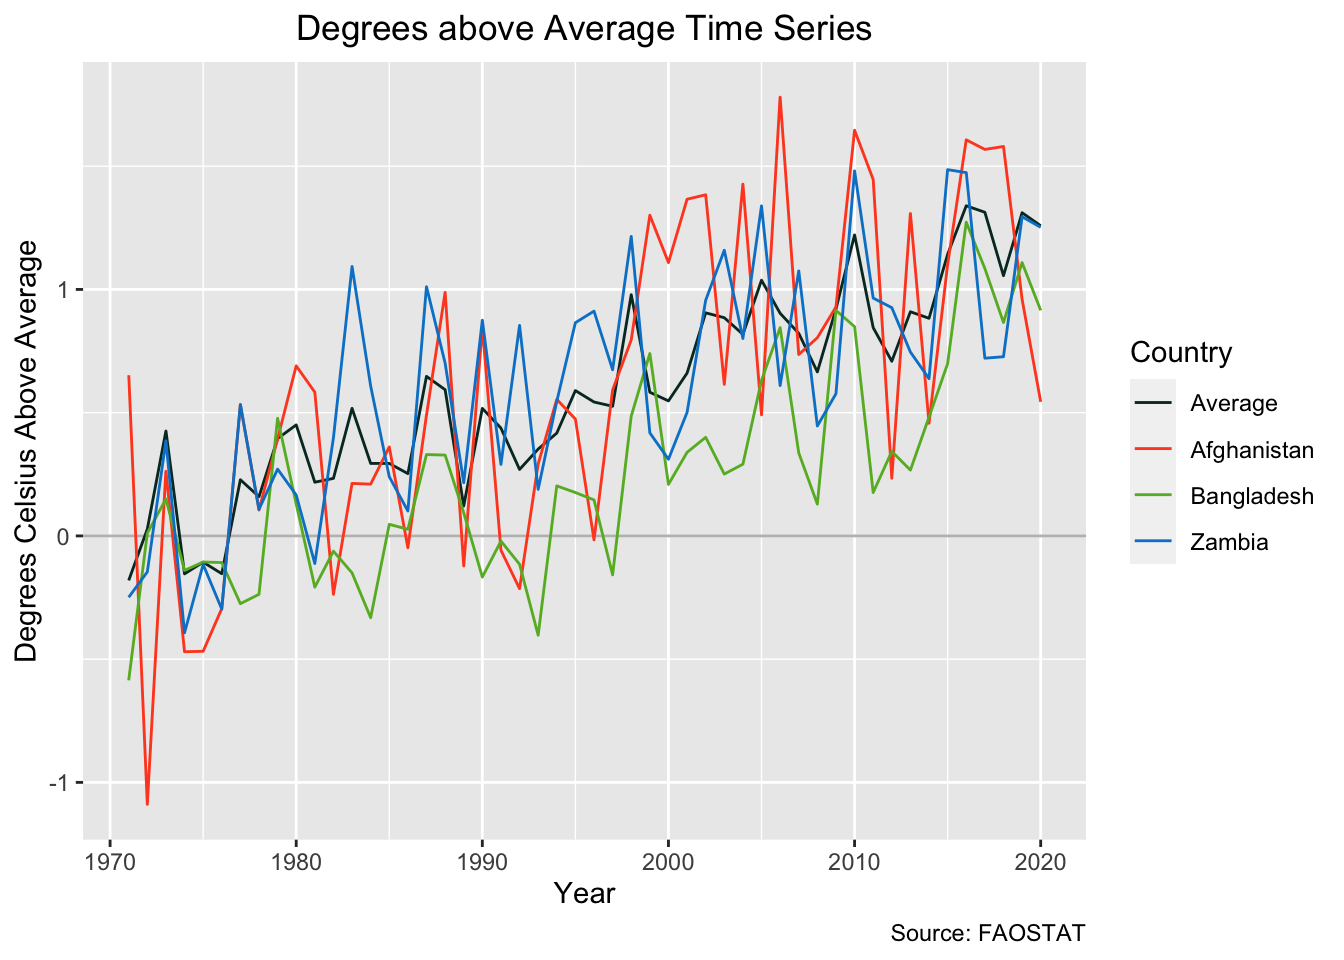 Degrees above Average Time Series
Degrees Celsius Above Average
1
0
-1
1970
1980
1990
2000
2010
2020
Year
Country
Average
Afghanistan
Bangladesh
Zambia
Source: FAOSTAT